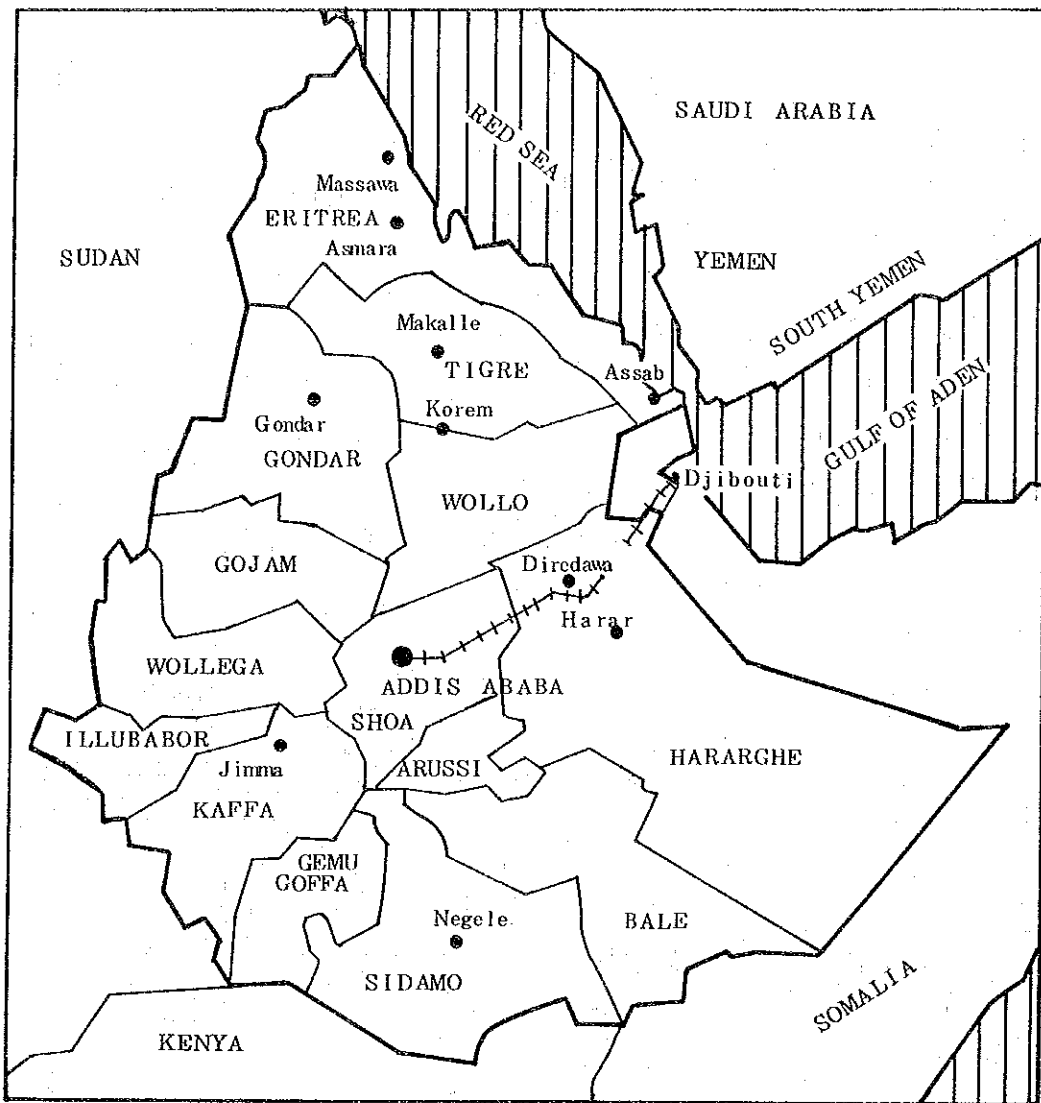 SAUDI ARABIA
RED SEA
Massawa
ERITREA
Asmara
SUDAN
YEMEN
SOUTH YEMEN
Makalle
TIGRE
Assab
GULF OF ADEN
Gondar
Korem
GONDAR
Djibouti
WOLLO
GOJAM
Diredawa
Harar
WOLLEGA
ADDIS ABABA
SHOA
ILLUBABOR
Jimma
ARUSSI
HARARGHE
KAFFA
GEMU
GOFFA
Negele
BALE
SIDAMO
SOMALIA
KENYA